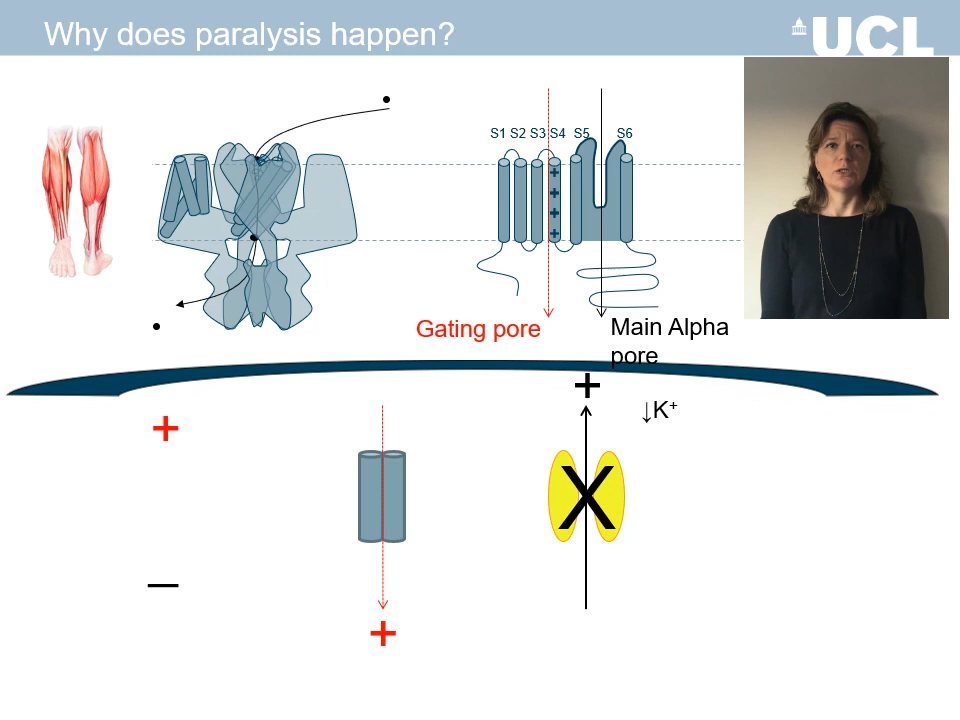 Why does paralysis happen?
UCL
S1 S2 S3 S4 S5 S6
+
+
+
+
Gating pore
Main Alpha
pore
+
+
↓K⁺
X
–
+